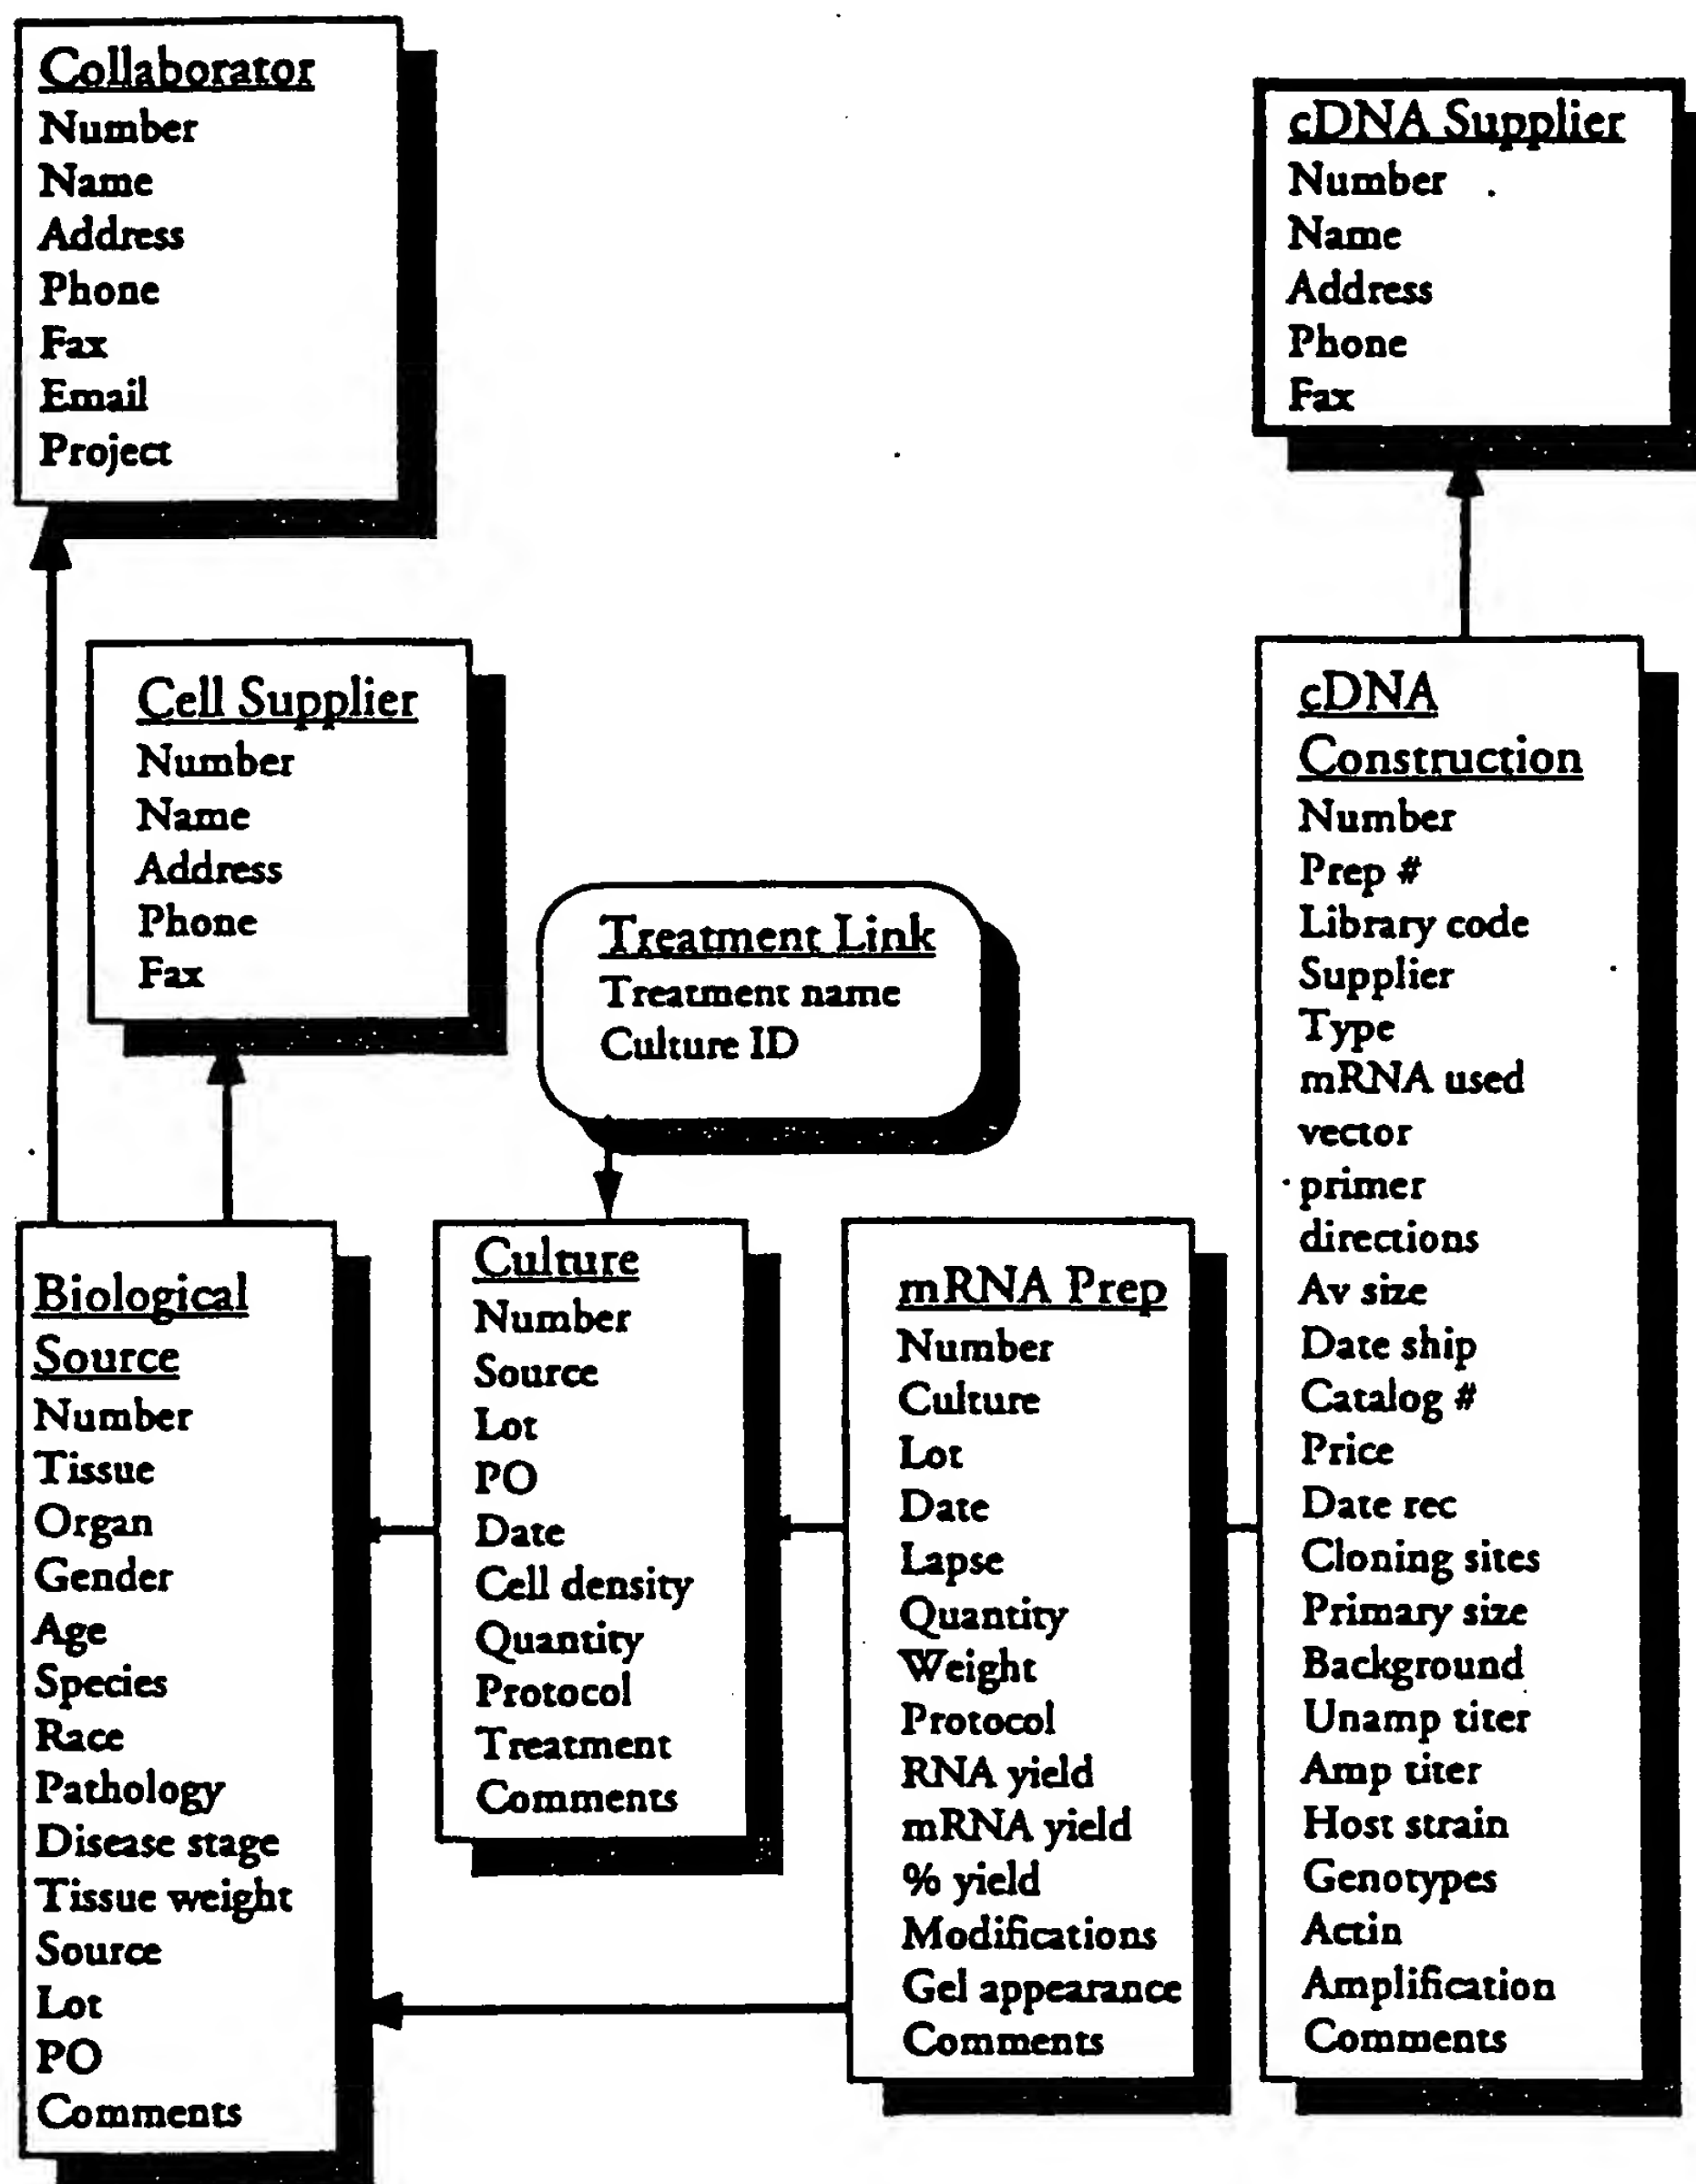 Collaborator
Number
Name
Address
Phone
Fax
Email
Project
cDNA Supplier
Number
Name
Address
Phone
Fax
Cell Supplier
Number
Name
Address
Phone
Fax
Treatment Link
Treatment name
Culture ID
cDNA
Construction
Number
Prep #
Library code
Supplier
Type
mRNA used
vector
primer
directions
Av size
Date ship
Catalog #
Price
Date rec
Cloning sites
Primary size
Background
Unamp titer
Amp titer
Host strain
Genotypes
Actin
Amplification
Comments
Biological
Source
Number
Tissue
Organ
Gender
Age
Species
Race
Pathology
Disease stage
Tissue weight
Source
Lot
PO
Comments
Culture
Number
Source
Lot
PO
Date
Cell density
Quantity
Protocol
Treatment
Comments
mRNA Prep
Number
Culture
Lot
Date
Lapse
Quantity
Weight
Protocol
RNA yield
mRNA yield
% yield
Modifications
Gel appearance
Comments